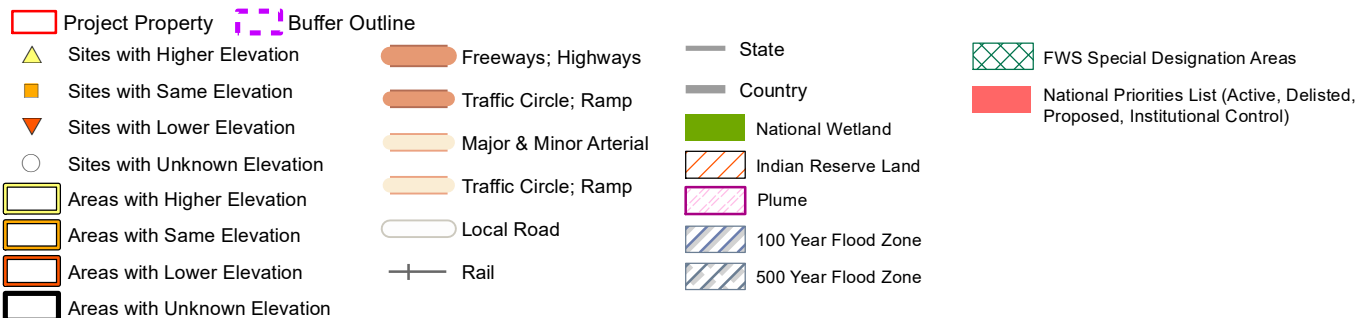 Project Property
Buffer Outline
Sites with Higher Elevation
Sites with Same Elevation
Sites with Lower Elevation
Sites with Unknown Elevation
Areas with Higher Elevation
Areas with Same Elevation
Areas with Lower Elevation
Areas with Unknown Elevation
Freeways; Highways
Traffic Circle; Ramp
Major & Minor Arterial
Traffic Circle; Ramp
Local Road
Rail
State
Country
National Wetland
Indian Reserve Land
Plume
100 Year Flood Zone
500 Year Flood Zone
FWS Special Designation Areas
National Priorities List (Active, Delisted,
Proposed, Institutional Control)